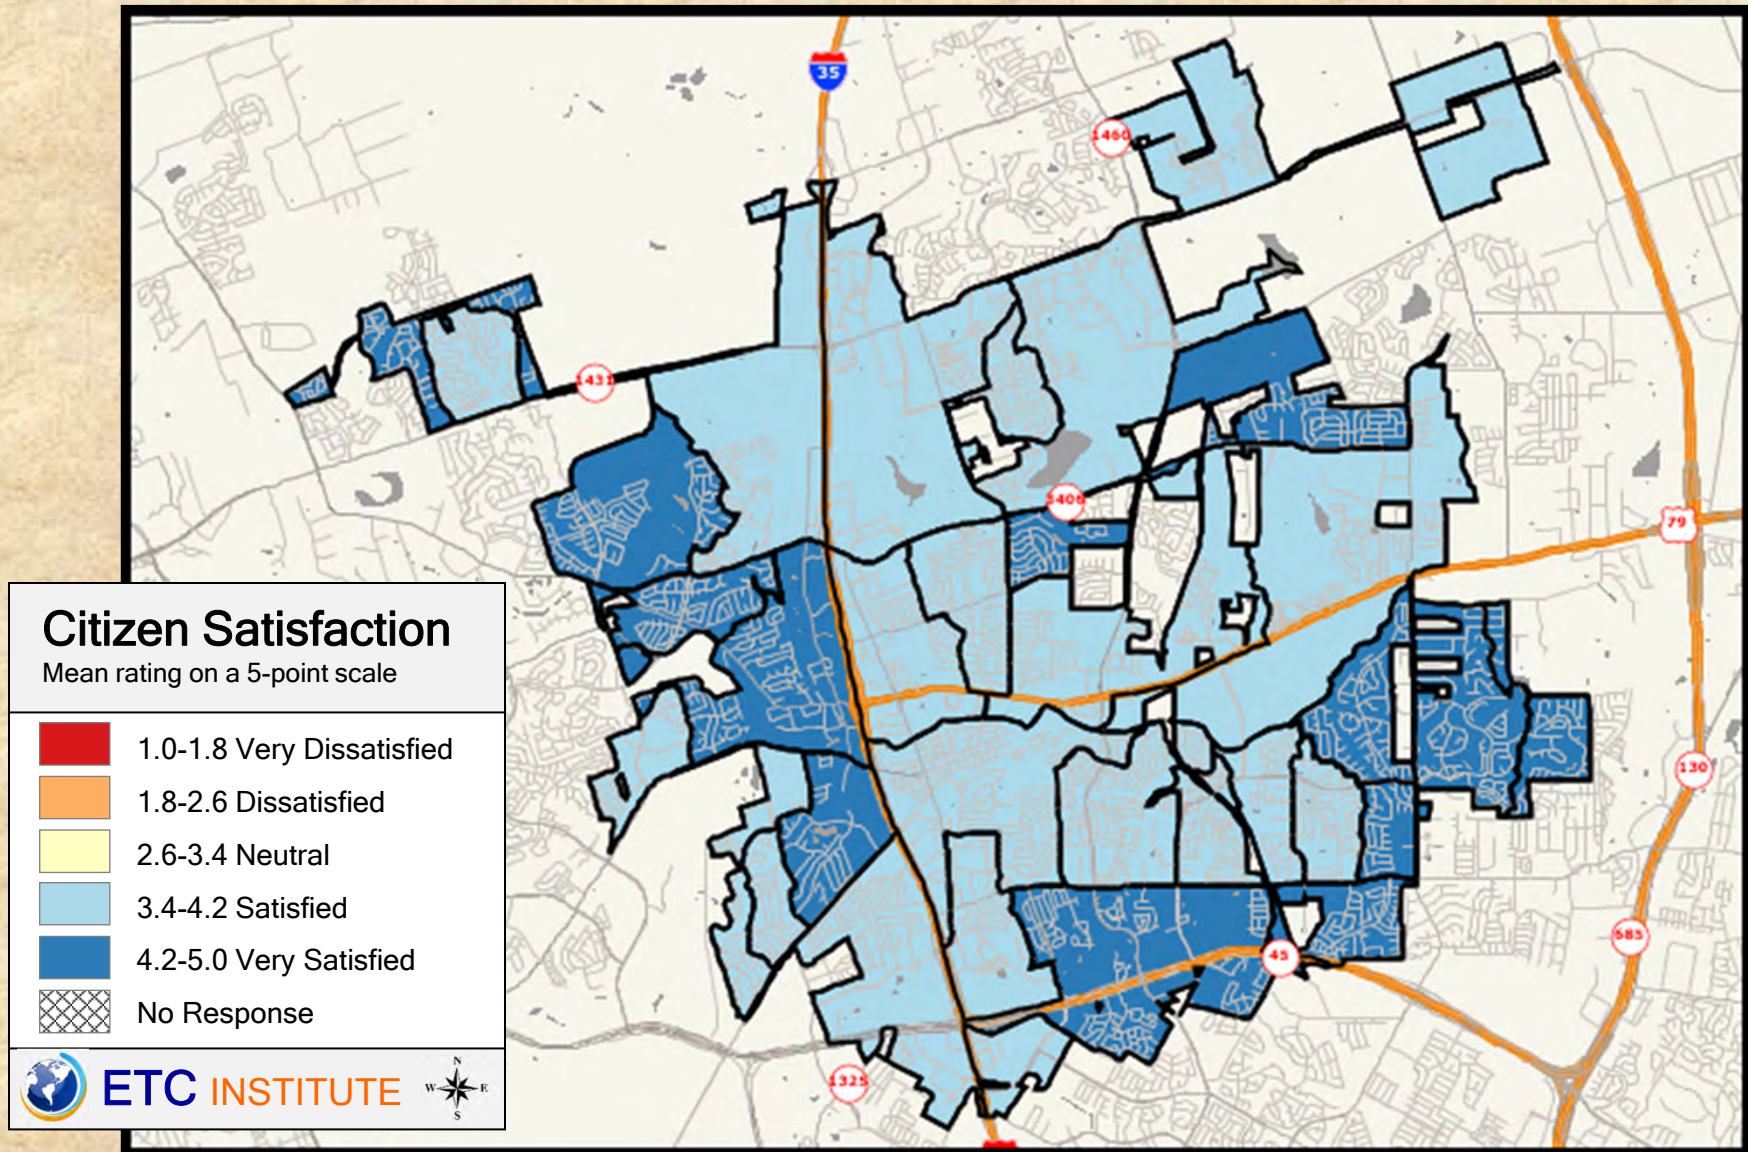 35
1460
1431
3406
79
130
685
45
1325
Citizen Satisfaction
Mean rating on a 5-point scale
1.0-1.8 Very Dissatisfied
1.8-2.6 Dissatisfied
2.6-3.4 Neutral
3.4-4.2 Satisfied
4.2-5.0 Very Satisfied
No Response
ETC INSTITUTE
N
W E
S